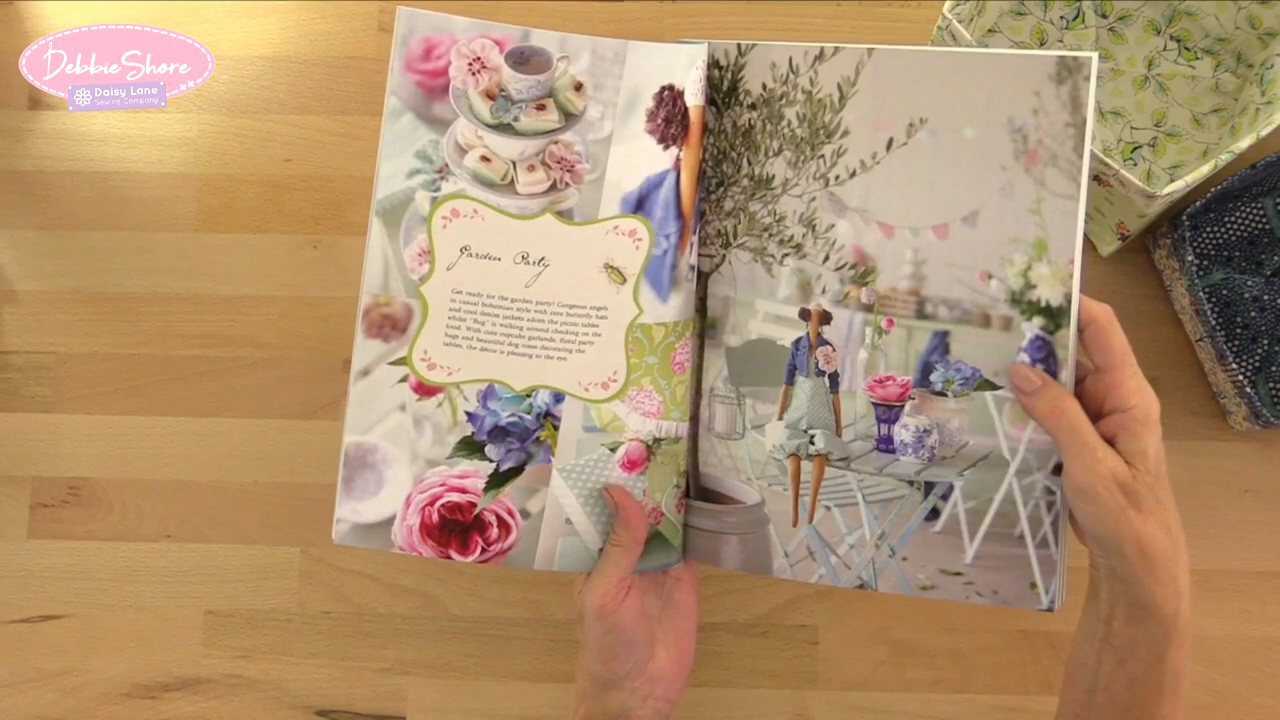 Debbie Shore
Daisy Lane
Sewing Company
Garden Party
Get ready for the garden party! Gorgeous angels
in casual bohemian style with cute butterfly hats
and cool denim jackets adorn the picnic tables
whilst "Bug" is walking around checking on the
food. With cute cupcake garlands, floral party
bags and beautiful dog roses decorating the
tables, the décor is pleasing to the eye.